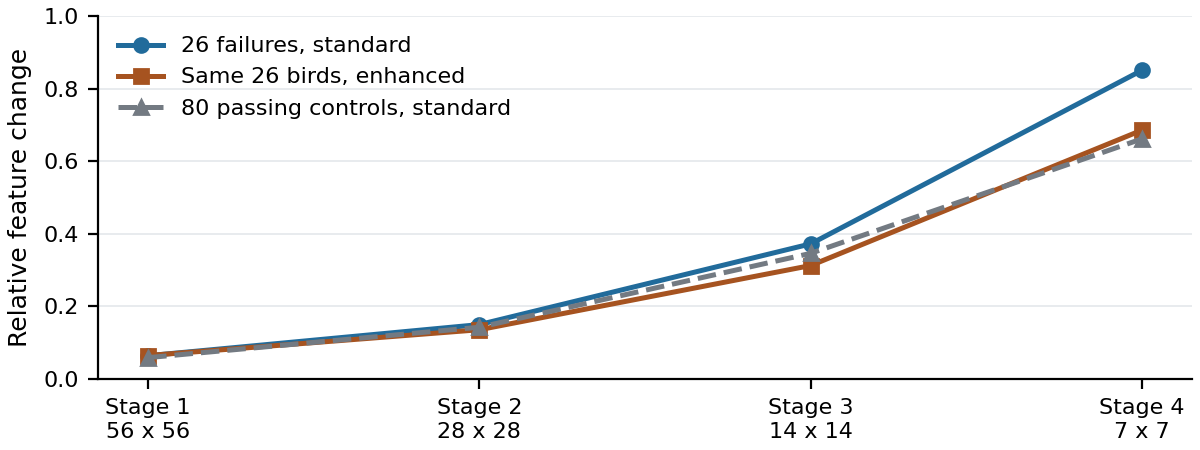 Relative feature change
1.0
0.8
0.6
0.4
0.2
0.0
26 failures, standard
Same 26 birds, enhanced
80 passing controls, standard
Stage 1
56 x 56
Stage 2
28 x 28
Stage 3
14 x 14
Stage 4
7 x 7